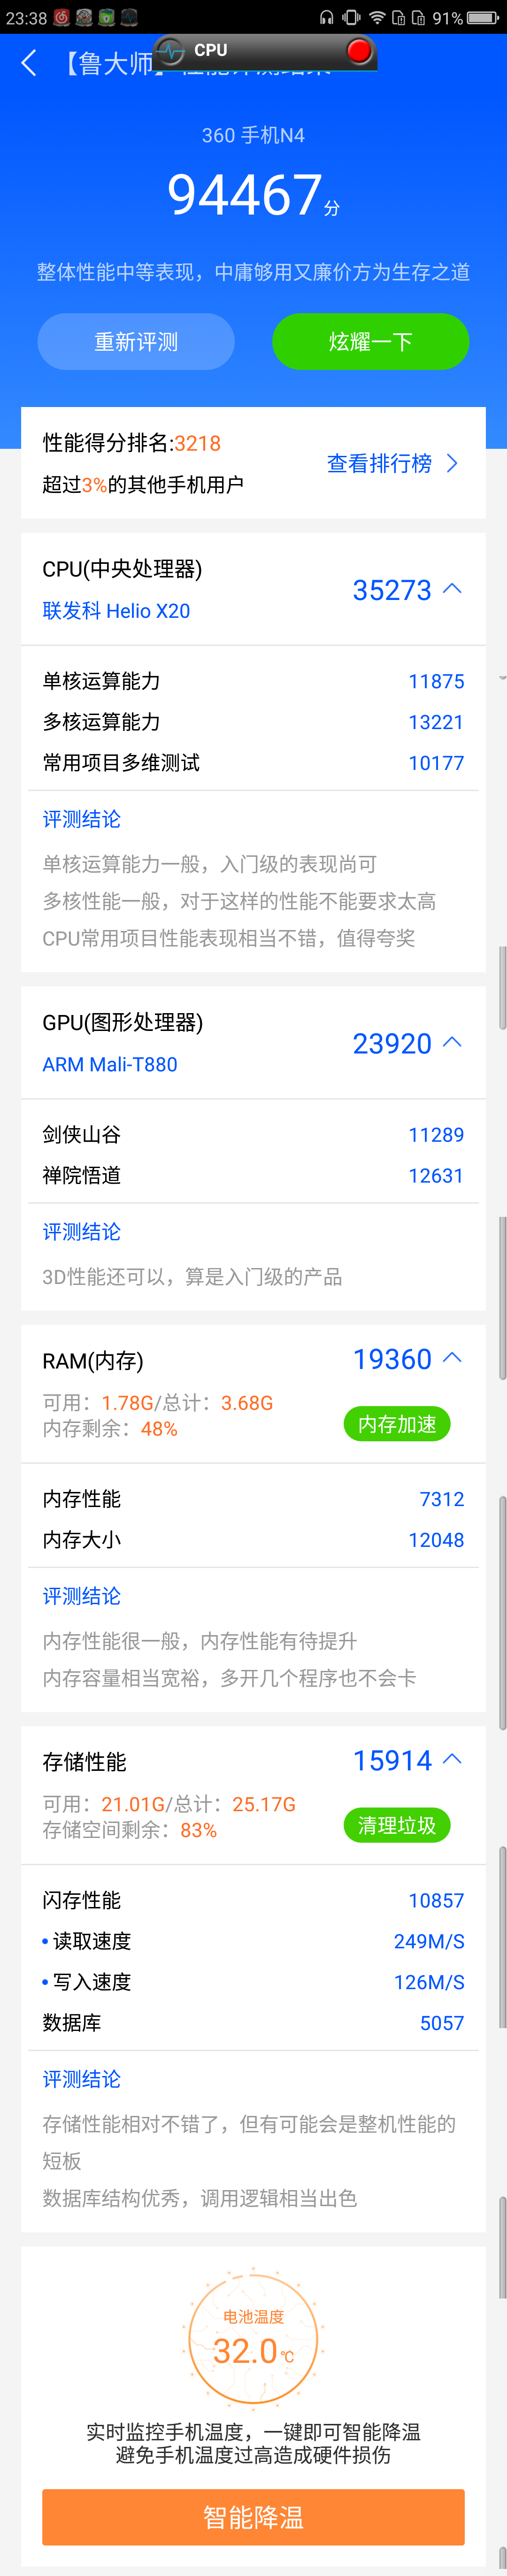 23:38
91%
CPU
【鲁大师】性能评测结果
360 手机N4
94467分
整体性能中等表现，中庸够用又廉价方为生存之道
重新评测
炫耀一下
性能得分排名:3218
超过3%的其他手机用户
查看排行榜
CPU(中央处理器)
联发科 Helio X20
35273
单核运算能力 11875
多核运算能力 13221
常用项目多维测试 10177
评测结论
单核运算能力一般，入门级的表现尚可
多核性能一般，对于这样的性能不能要求太高
CPU常用项目性能表现相当不错，值得夸奖
GPU(图形处理器)
ARM Mali-T880
23920
剑侠山谷 11289
禅院悟道 12631
评测结论
3D性能还可以，算是入门级的产品
RAM(内存)
19360
可用：1.78G/总计：3.68G
内存剩余：48%
内存加速
内存性能 7312
内存大小 12048
评测结论
内存性能很一般，内存性能有待提升
内存容量相当宽裕，多开几个程序也不会卡
存储性能
15914
可用：21.01G/总计：25.17G
存储空间剩余：83%
清理垃圾
闪存性能 10857
• 读取速度 249M/S
• 写入速度 126M/S
数据库 5057
评测结论
存储性能相对不错了，但有可能会是整机性能的
短板
数据库结构优秀，调用逻辑相当出色
电池温度
32.0℃
实时监控手机温度，一键即可智能降温
避免手机温度过高造成硬件损伤
智能降温